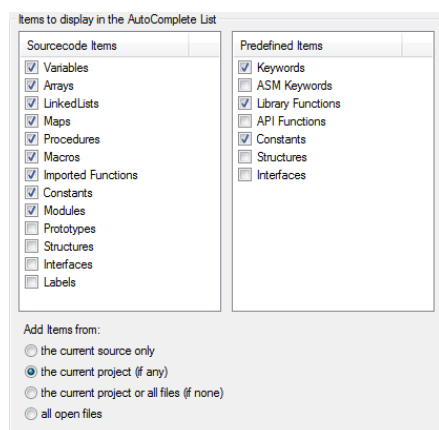 Items to display in the AutoComplete List
Sourcecode Items
Variables
Arrays
LinkedLists
Maps
Procedures
Macros
Imported Functions
Constants
Modules
Prototypes
Structures
Interfaces
Labels
Predefined Items
Keywords
ASM Keywords
Library Functions
API Functions
Constants
Structures
Interfaces
Add Items from:
the current source only
the current project (if any)
the current project or all files (if none)
all open files